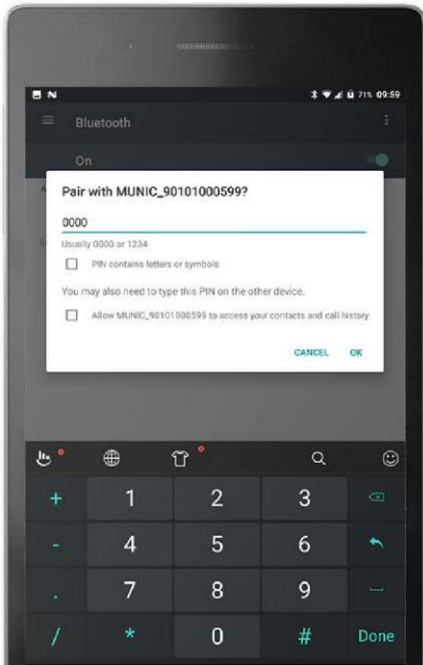 71% 09:59
Bluetooth
On
Pair with MUNIC_90101000599?
0000
Usually 0000 or 1234
PIN contains letters or symbols
You may also need to type this PIN on the other device.
Allow MUNIC_90101000599 to access your contacts and call history
CANCEL OK
+ 1 2 3
- 4 5 6
. 7 8 9
/ * 0 # Done